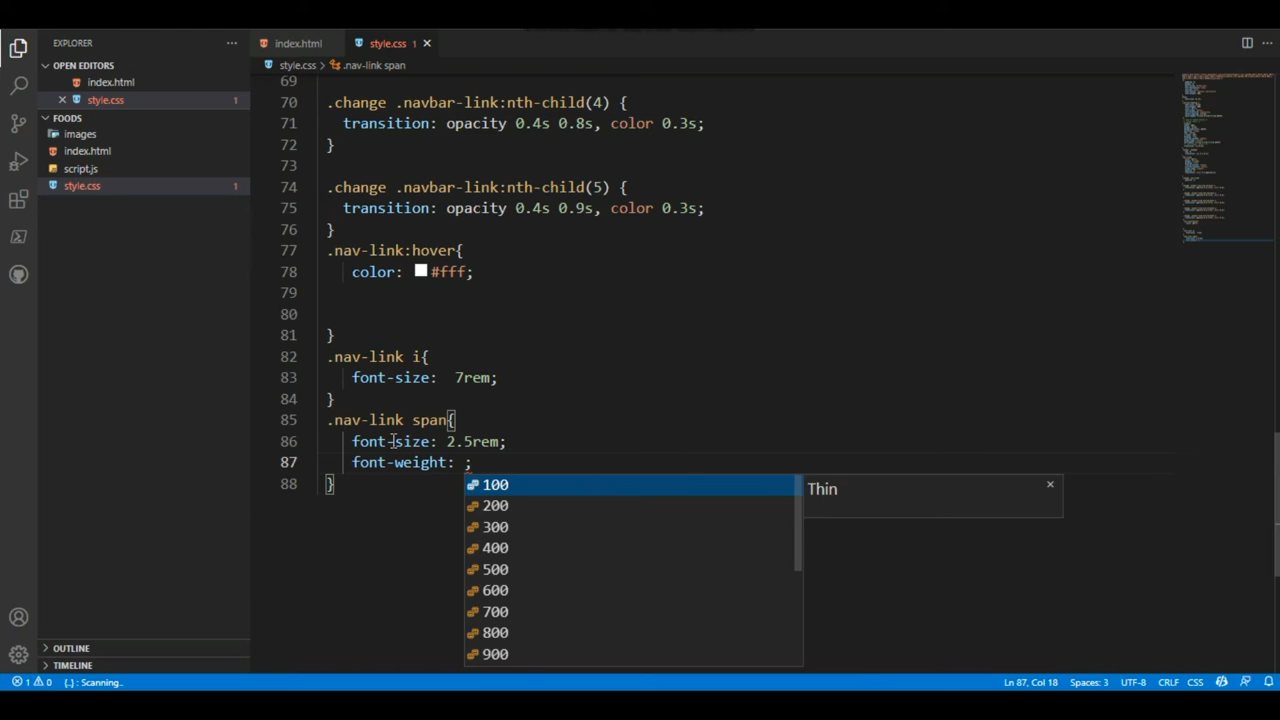 index.html
style.css 1
EXPLORER
style.css
.nav-link span
OPEN EDITORS
index.html
style.css 1
FOODS
images
index.html
script.js
style.css 1
OUTLINE
TIMELINE
69
70 .change .navbar-link:nth-child(4) {
71 transition: opacity 0.4s 0.8s, color 0.3s;
72 }
73
74 .change .navbar-link:nth-child(5) {
75 transition: opacity 0.4s 0.9s, color 0.3s;
76 }
77 .nav-link:hover{
78 color: #fff;
79
80
81 }
82 .nav-link i{
83 font-size:  7rem;
84 }
85 .nav-link span{
86 font-size: 2.5rem;
87 font-weight: ;
88 }
100
Thin
200
300
400
500
600
700
800
900
1 0 {..} : Scanning..
Ln 87, Col 18
Spaces: 3
UTF-8
CRLF
CSS